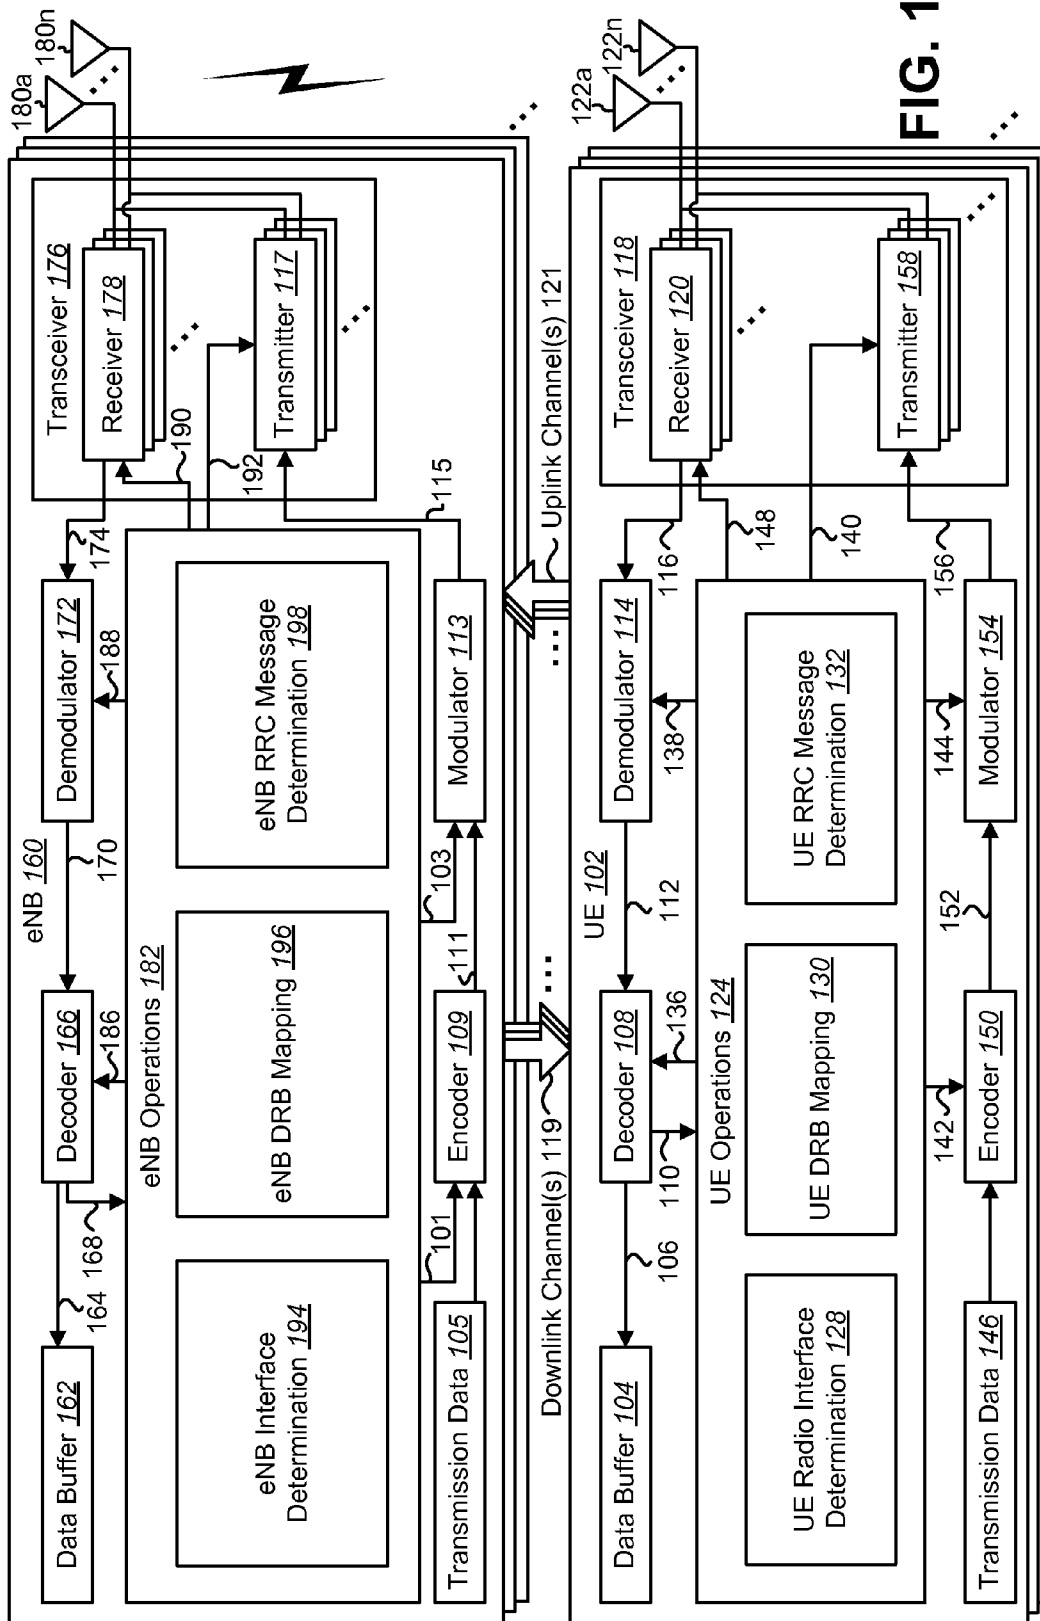 eNB 160
Data Buffer 162
164
168
Decoder 166
170
Demodulator 172
174
186
188
eNB Operations 182
eNB Interface
Determination 194
eNB DRB Mapping 196
eNB RRC Message
Determination 198
190
192
Transceiver 176
Receiver 178
Transmitter 117
180a
180n
Transmission Data 105
101
Encoder 109
111
103
Modulator 113
115
Downlink Channel(s) 119
Uplink Channel(s) 121
UE 102
Data Buffer 104
106
110
Decoder 108
136
112
Demodulator 114
138
116
148
UE Operations 124
UE Radio Interface
Determination 128
UE DRB Mapping 130
UE RRC Message
Determination 132
140
Transceiver 118
Receiver 120
Transmitter 158
122a
122n
Transmission Data 146
142
Encoder 150
152
144
Modulator 154
156
FIG. 1